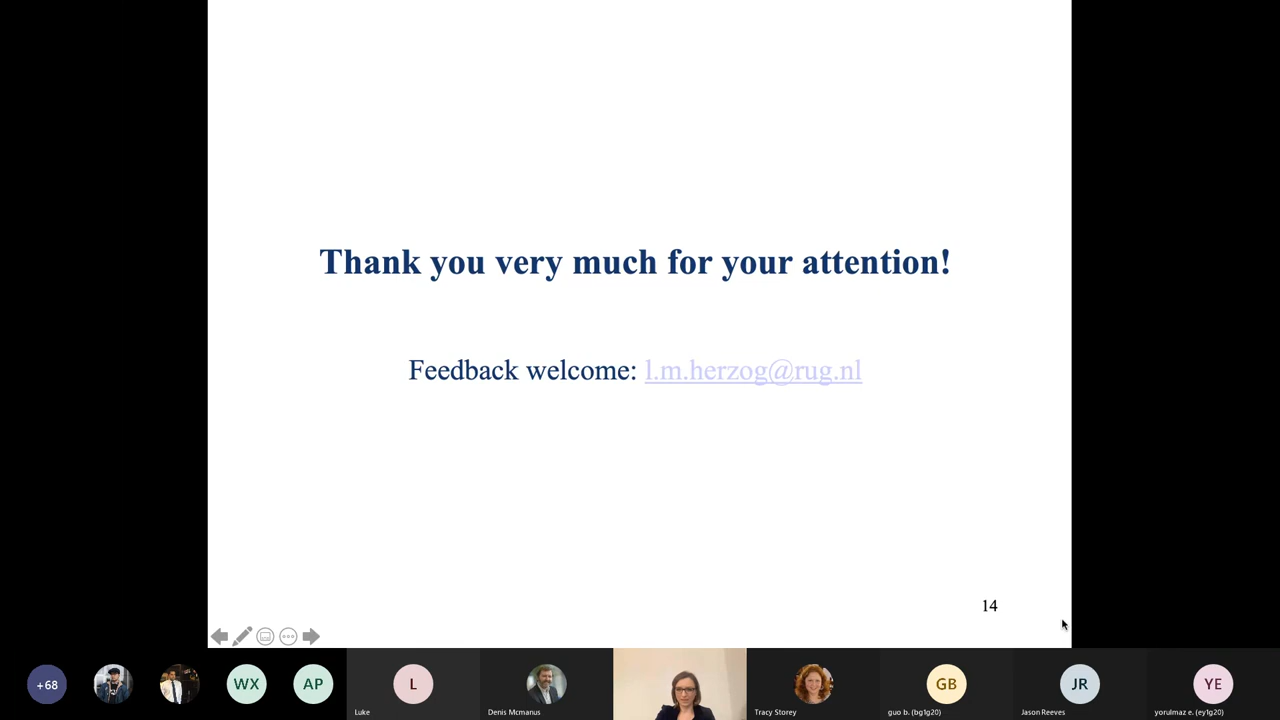 Thank you very much for your attention!
Feedback welcome: l.m.herzog@rug.nl
14
+68
WX
AP
L
GB
JR
YE
Luke
Denis Mcmanus
Tracy Storey
guo b. (bg1g20)
Jason Reeves
yorulmaz e. (ey1g20)